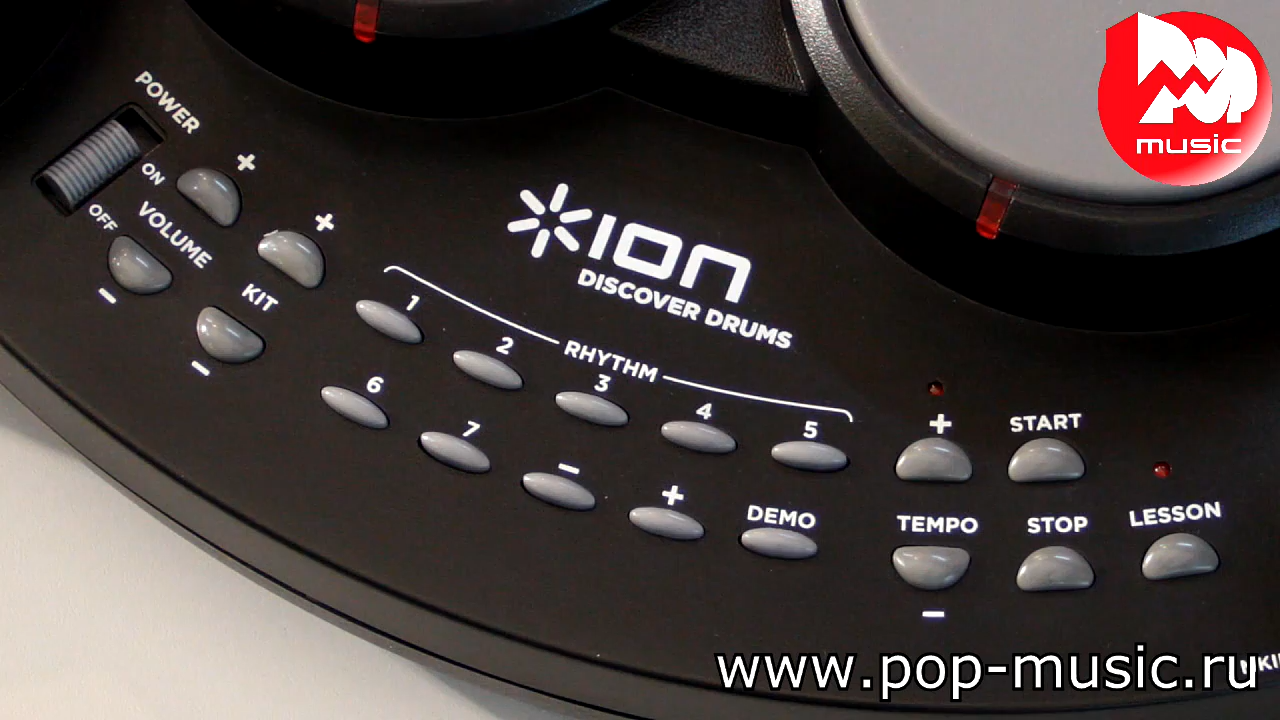 POP
music
POWER
ON
OFF
+
VOLUME
-
+
KIT
-
ION
DISCOVER DRUMS
RHYTHM
1
2
3
4
5
6
7
-
+
DEMO
+
TEMPO
-
START
STOP
LESSON
www.pop-music.ru